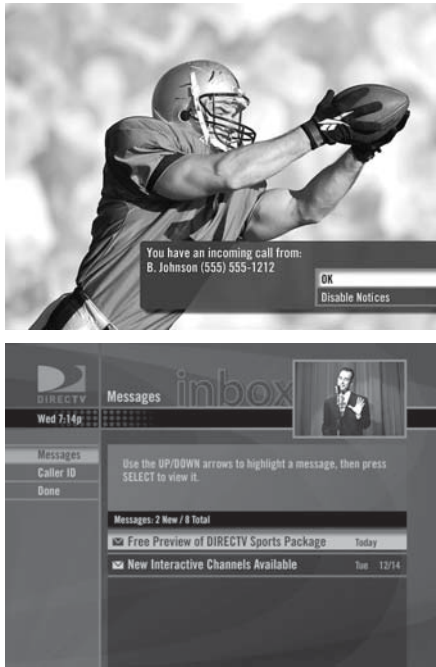 You have an incoming call from:
B. Johnson (555) 555-1212
OK
Disable Notices
DIRECTV
Messages
inbox
Wed 7:14p
Messages
Caller ID
Done
Use the UP/DOWN arrows to highlight a message, then press
SELECT to view it.
Messages: 2 New / 8 Total
Free Preview of DIRECTV Sports Package Today
New Interactive Channels Available Tue 12/14